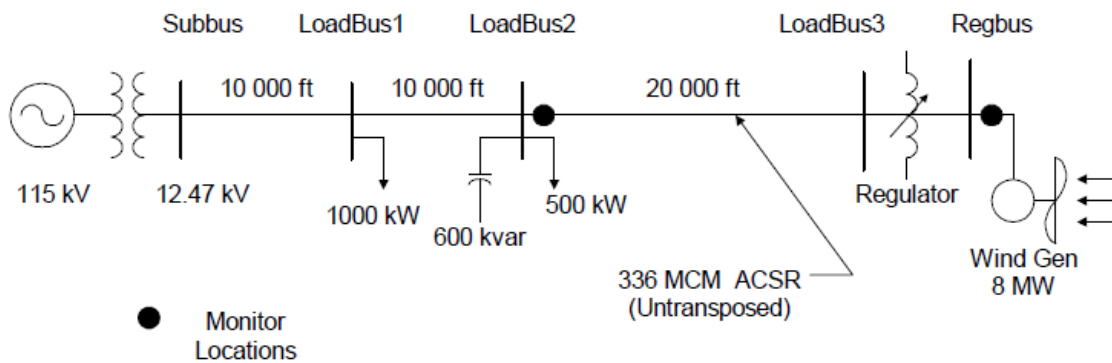 Subbus
LoadBus1
LoadBus2
LoadBus3
Regbus
10 000 ft
10 000 ft
20 000 ft
115 kV
12.47 kV
1000 kW
600 kvar
500 kW
Regulator
Wind Gen
8 MW
336 MCM ACSR
(Untransposed)
Monitor
Locations